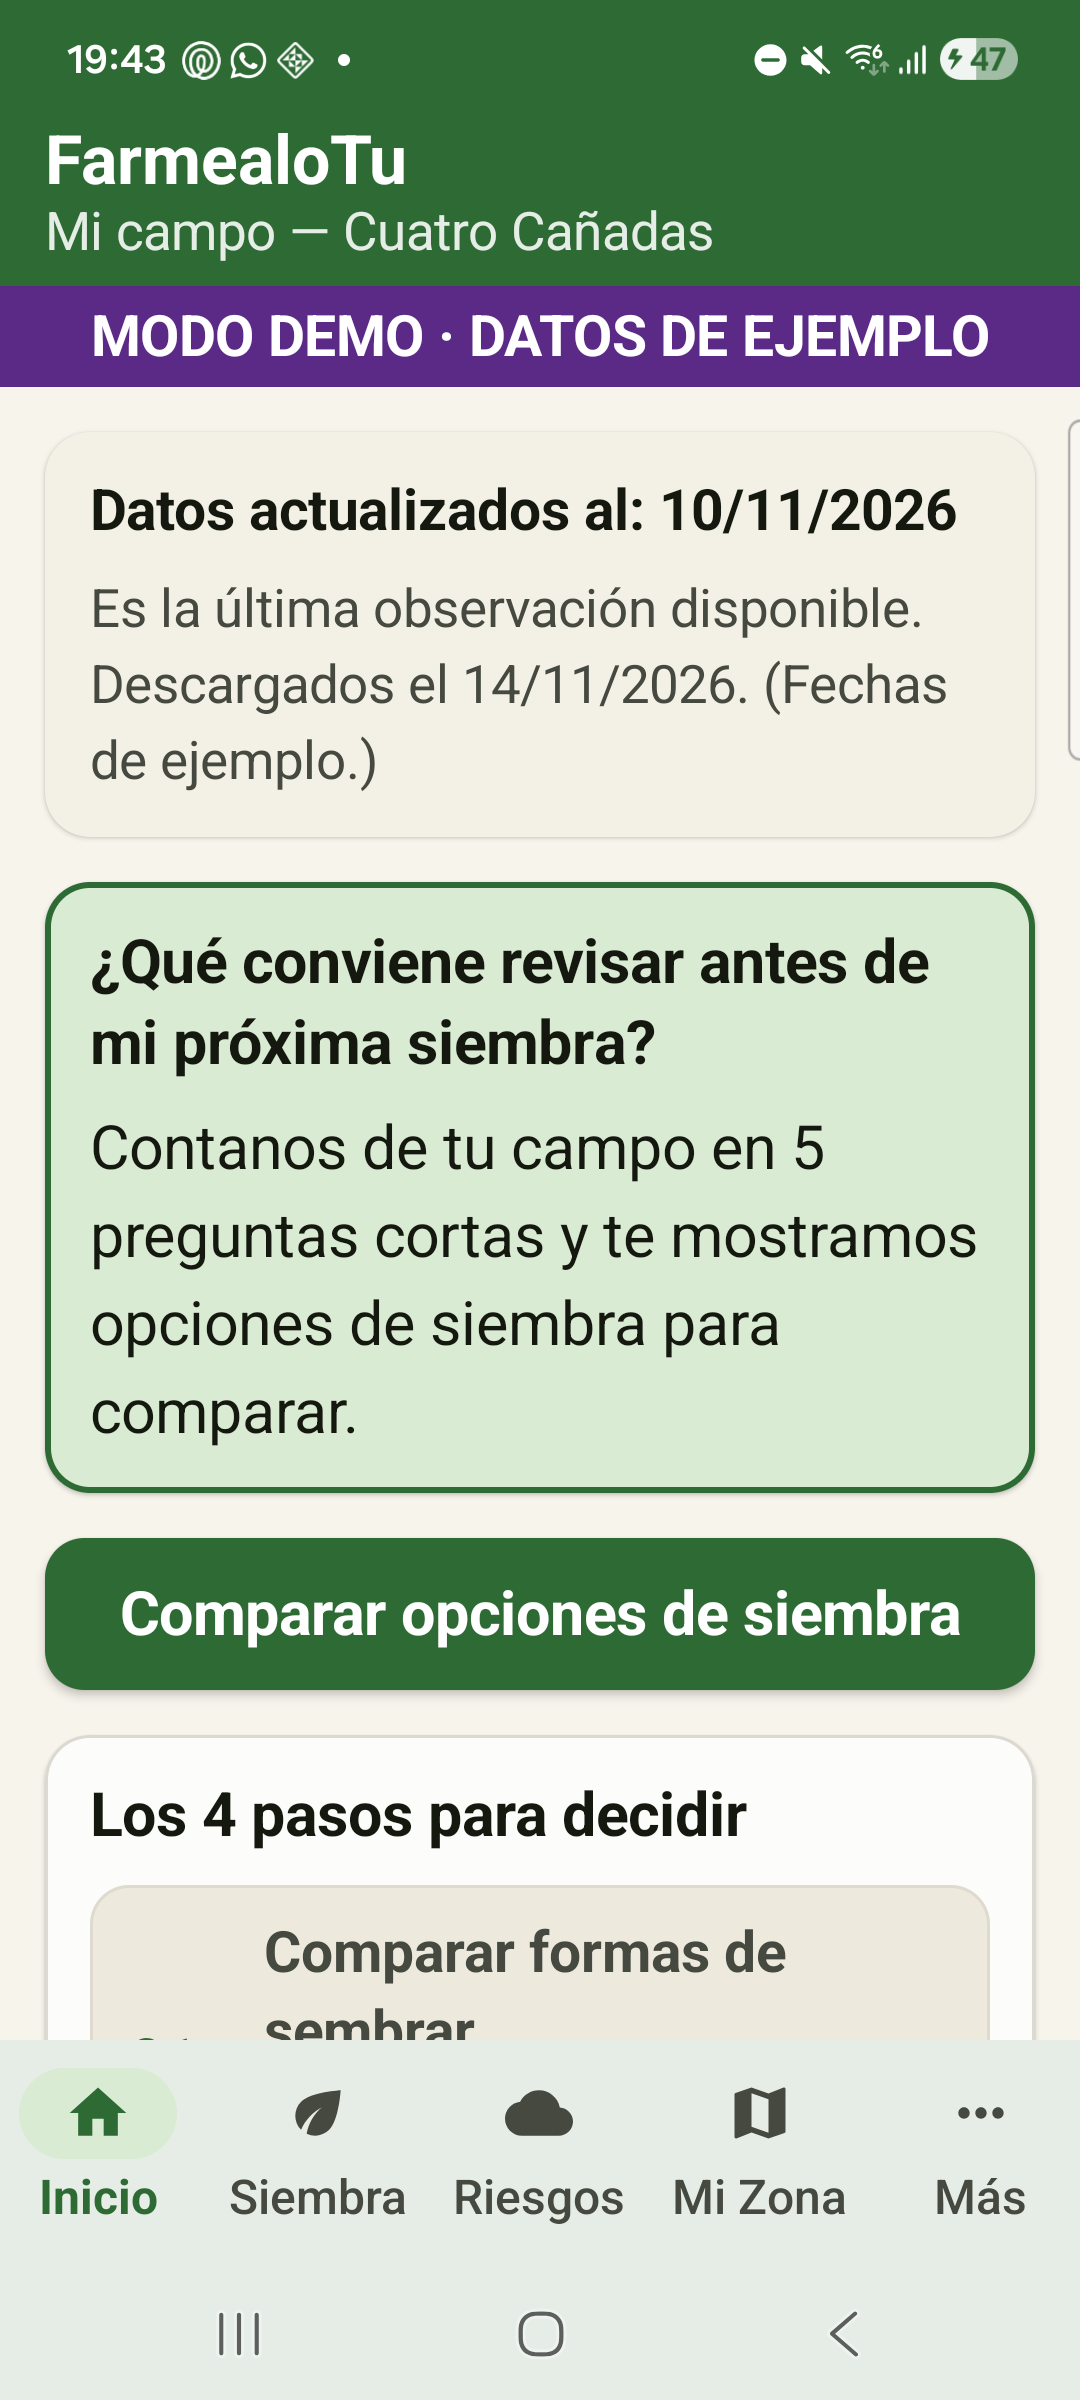 19:43
47
FarmealoTu
Mi campo — Cuatro Cañadas
MODO DEMO · DATOS DE EJEMPLO
Datos actualizados al: 10/11/2026
Es la última observación disponible.
Descargados el 14/11/2026. (Fechas
de ejemplo.)
¿Qué conviene revisar antes de
mi próxima siembra?
Contanos de tu campo en 5
preguntas cortas y te mostramos
opciones de siembra para
comparar.
Comparar opciones de siembra
Los 4 pasos para decidir
Comparar formas de
sembrar
Inicio
Siembra
Riesgos
Mi Zona
Más